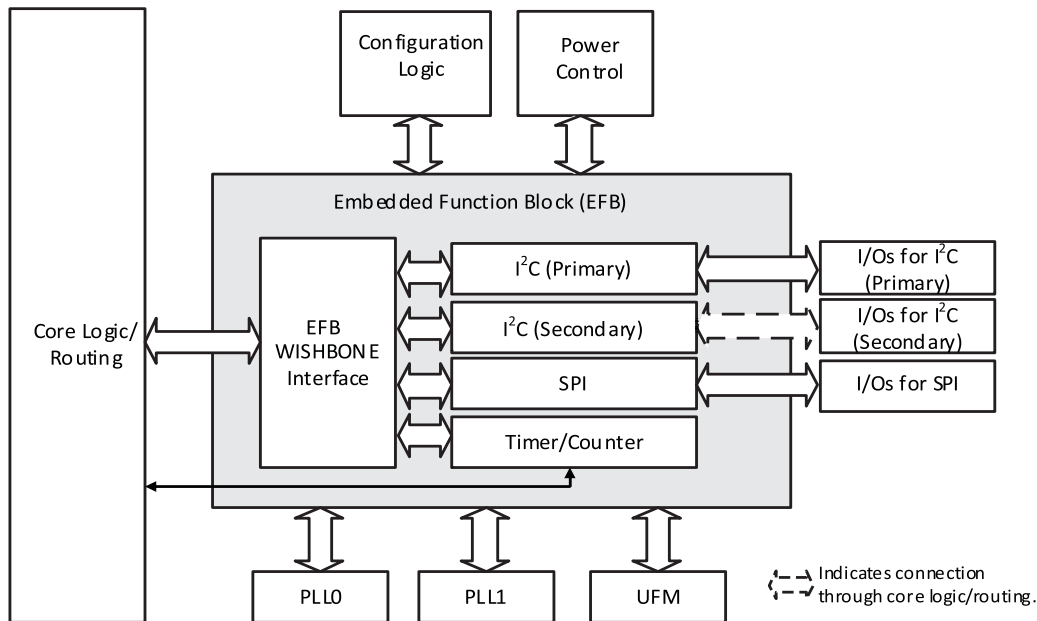 Configuration
Logic
Power
Control
Embedded Function Block (EFB)
Core Logic/
Routing
EFB
WISHBONE
Interface
I²C (Primary)
I²C (Secondary)
SPI
Timer/Counter
I/Os for I²C
(Primary)
I/Os for I²C
(Secondary)
I/Os for SPI
PLL0
PLL1
UFM
Indicates connection
through core logic/routing.